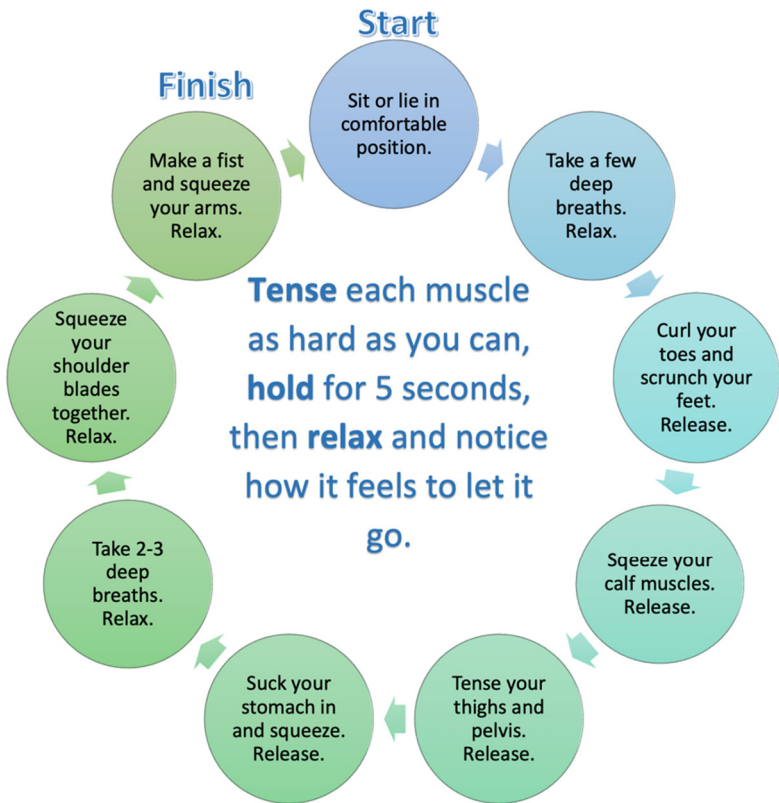 Start
Sit or lie in
comfortable
position.
Take a few
deep
breaths.
Relax.
Curl your
toes and
scrunch your
feet.
Release.
Sqeeze your
calf muscles.
Release.
Tense your
thighs and
pelvis.
Release.
Suck your
stomach in
and squeeze.
Release.
Take 2-3
deep
breaths.
Relax.
Squeeze
your
shoulder
blades
together.
Relax.
Make a fist
and squeeze
your arms.
Relax.
Finish
Tense each muscle
as hard as you can,
hold for 5 seconds,
then relax and notice
how it feels to let it
go.